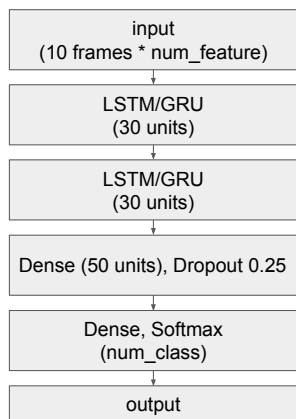 input
(10 frames * num_feature)
LSTM/GRU
(30 units)
LSTM/GRU
(30 units)
Dense (50 units), Dropout 0.25
Dense, Softmax
(num_class)
output